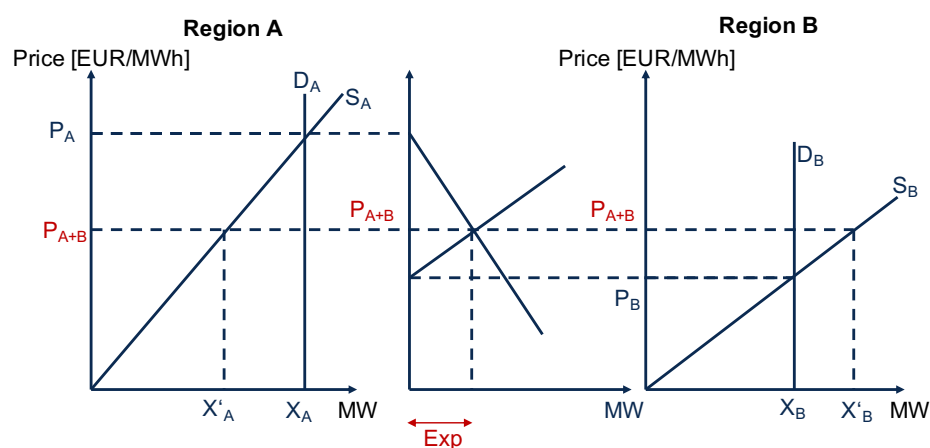 Region A
Region B
Price [EUR/MWh]
Price [EUR/MWh]
D_A
S_A
P_A
D_B
S_B
P_A+B
P_A+B
P_A+B
P_B
X‘_A
X_A
MW
MW
X_B
X‘_B
MW
Exp